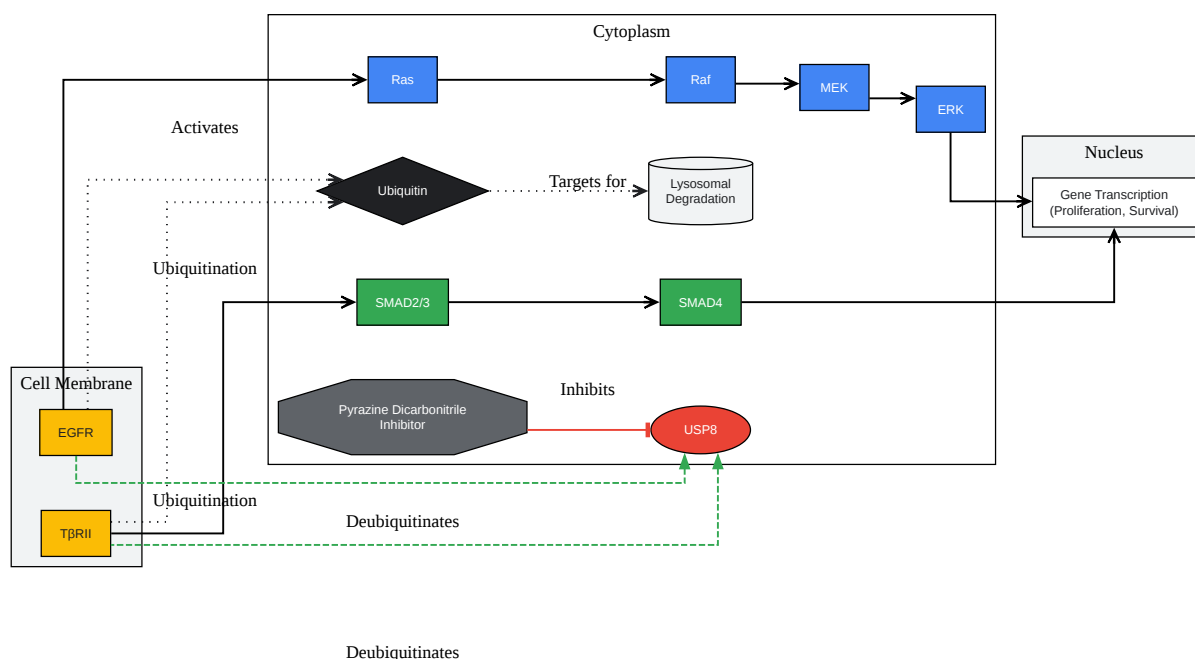 Cytoplasm
Ras
Raf
MEK
ERK
Activates
Nucleus
Gene Transcription
(Proliferation, Survival)
Ubiquitin
Targets for
Lysosomal
Degradation
Ubiquitination
SMAD2/3
SMAD4
Cell Membrane
EGFR
Pyrazine Dicarbonitrile
Inhibitor
Inhibits
USP8
Ubiquitination
TβRII
Deubiquitinates
Deubiquitinates